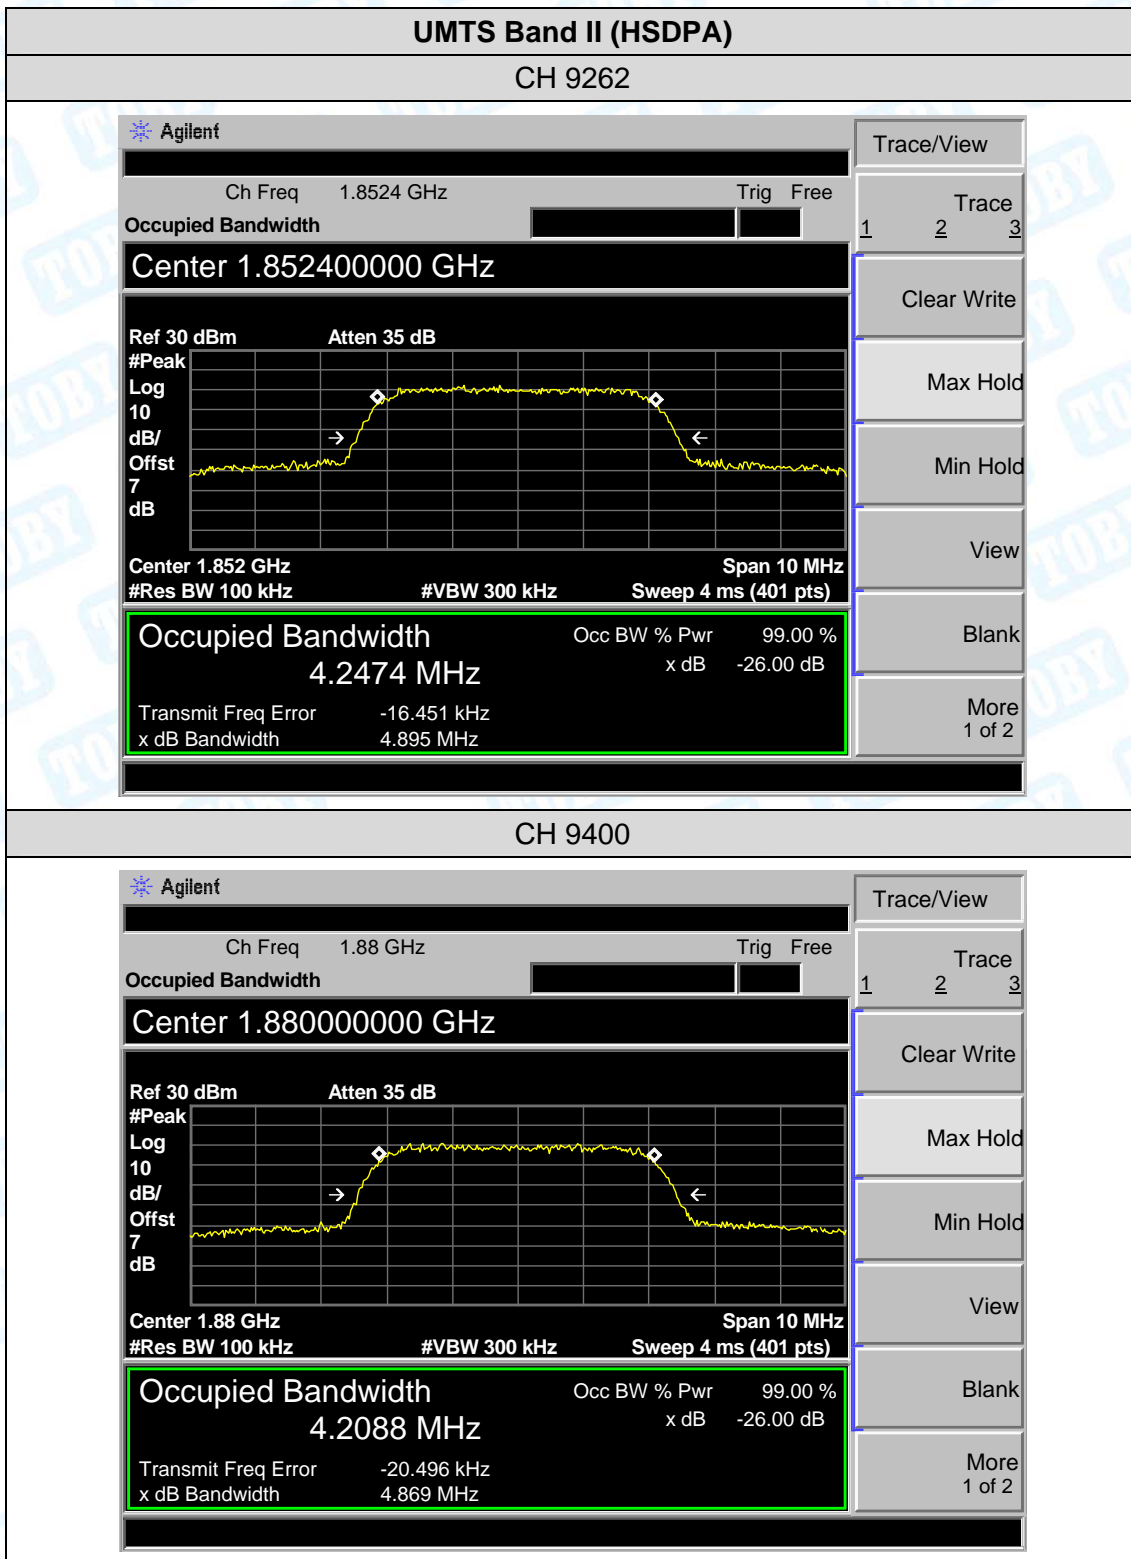 UMTS Band II (HSDPA)
CH 9262
Agilent
Trace/View
Ch Freq 1.8524 GHz Trig Free
Occupied Bandwidth
Trace
1 2 3
Center 1.852400000 GHz
Clear Write
Ref 30 dBm Atten 35 dB
#Peak
Log
10
dB/
Offst
7
dB
Max Hold
Min Hold
View
Center 1.852 GHz Span 10 MHz
#Res BW 100 kHz #VBW 300 kHz Sweep 4 ms (401 pts)
Occupied Bandwidth Occ BW % Pwr 99.00 %
4.2474 MHz x dB -26.00 dB
Blank
Transmit Freq Error -16.451 kHz
x dB Bandwidth 4.895 MHz
More
1 of 2
CH 9400
Agilent
Trace/View
Ch Freq 1.88 GHz Trig Free
Occupied Bandwidth
Trace
1 2 3
Center 1.880000000 GHz
Clear Write
Ref 30 dBm Atten 35 dB
#Peak
Log
10
dB/
Offst
7
dB
Max Hold
Min Hold
View
Center 1.88 GHz Span 10 MHz
#Res BW 100 kHz #VBW 300 kHz Sweep 4 ms (401 pts)
Occupied Bandwidth Occ BW % Pwr 99.00 %
4.2088 MHz x dB -26.00 dB
Blank
Transmit Freq Error -20.496 kHz
x dB Bandwidth 4.869 MHz
More
1 of 2
TOBY